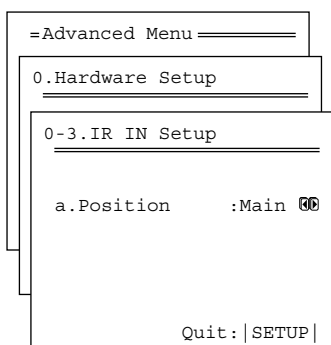 =Advanced Menu
0.Hardware Setup
0-3.IR IN Setup
a.Position :Main
Quit:|SETUP|